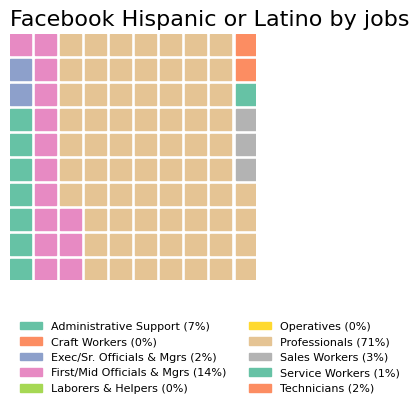 Facebook Hispanic or Latino by jobs
Administrative Support (7%)
Craft Workers (0%)
Exec/Sr. Officials & Mgrs (2%)
First/Mid Officials & Mgrs (14%)
Laborers & Helpers (0%)
Operatives (0%)
Professionals (71%)
Sales Workers (3%)
Service Workers (1%)
Technicians (2%)